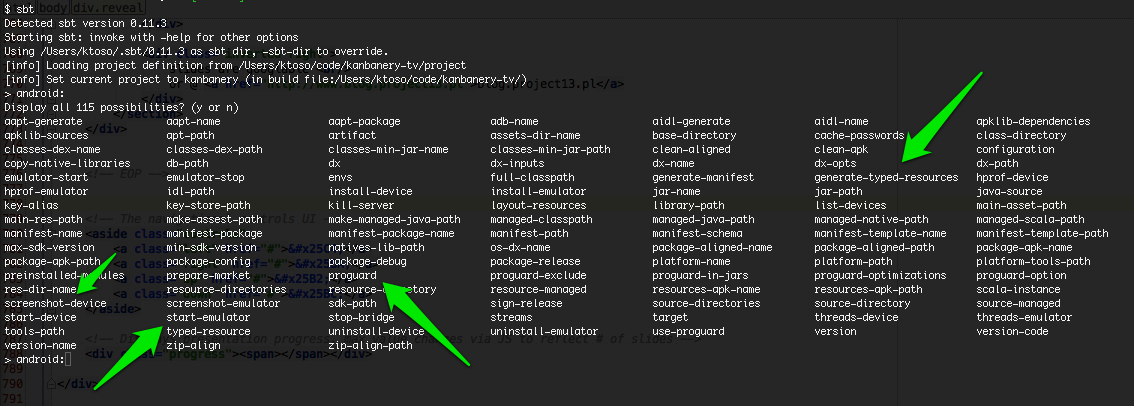 body div.reveal
$ sbt
Detected sbt version 0.11.3
Starting sbt: invoke with -help for other options
Using /Users/ktoso/.sbt/0.11.3 as sbt dir, -sbt-dir to override.
[info] Loading project definition from /Users/ktoso/code/kanbanery-tv/project
[info] Set current project to kanbanery (in build file:/Users/ktoso/code/kanbanery-tv/)
> android:
Display all 115 possibilities? (y or n)
aapt-generate aapt-name aapt-package adb-name aidl-generate aidl-name apklib-dependencies
apklib-sources apt-path artifact assets-dir-name base-directory cache-passwords class-directory
classes-dex-name classes-dex-path classes-min-jar-name classes-min-jar-path clean-aligned clean-apk configuration
copy-native-libraries db-path dx dx-inputs dx-name dx-opts dx-path
emulator-start emulator-stop envs full-classpath generate-manifest generate-typed-resources hprof-device
hprof-emulator idl-path install-device install-emulator jar-name jar-path java-source
key-alias key-store-path kill-server layout-resources library-path list-devices main-asset-path
main-res-path make-assest-path make-managed-java-path managed-classpath managed-java-path managed-native-path managed-scala-path
manifest-name manifest-package manifest-package-name manifest-path manifest-schema manifest-template-name manifest-template-path
max-sdk-version min-sdk-version natives-lib-path os-dx-name package-aligned-name package-aligned-path package-apk-name
package-apk-path package-config package-debug package-release platform-name platform-path platform-tools-path
preinstalled-modules prepare-market proguard proguard-exclude proguard-in-jars proguard-optimizations proguard-option
res-dir-name resource-directories resource-directory resource-managed resources-apk-name resources-apk-path scala-instance
screenshot-device screenshot-emulator sdk-path sign-release source-directories source-directory source-managed
start-device start-emulator stop-bridge streams target threads-device threads-emulator
tools-path typed-resource uninstall-device uninstall-emulator use-proguard version version-code
version-name zip-align zip-align-path
> android:
<div class="progress"><span></span></div>
789
790 </div>
791